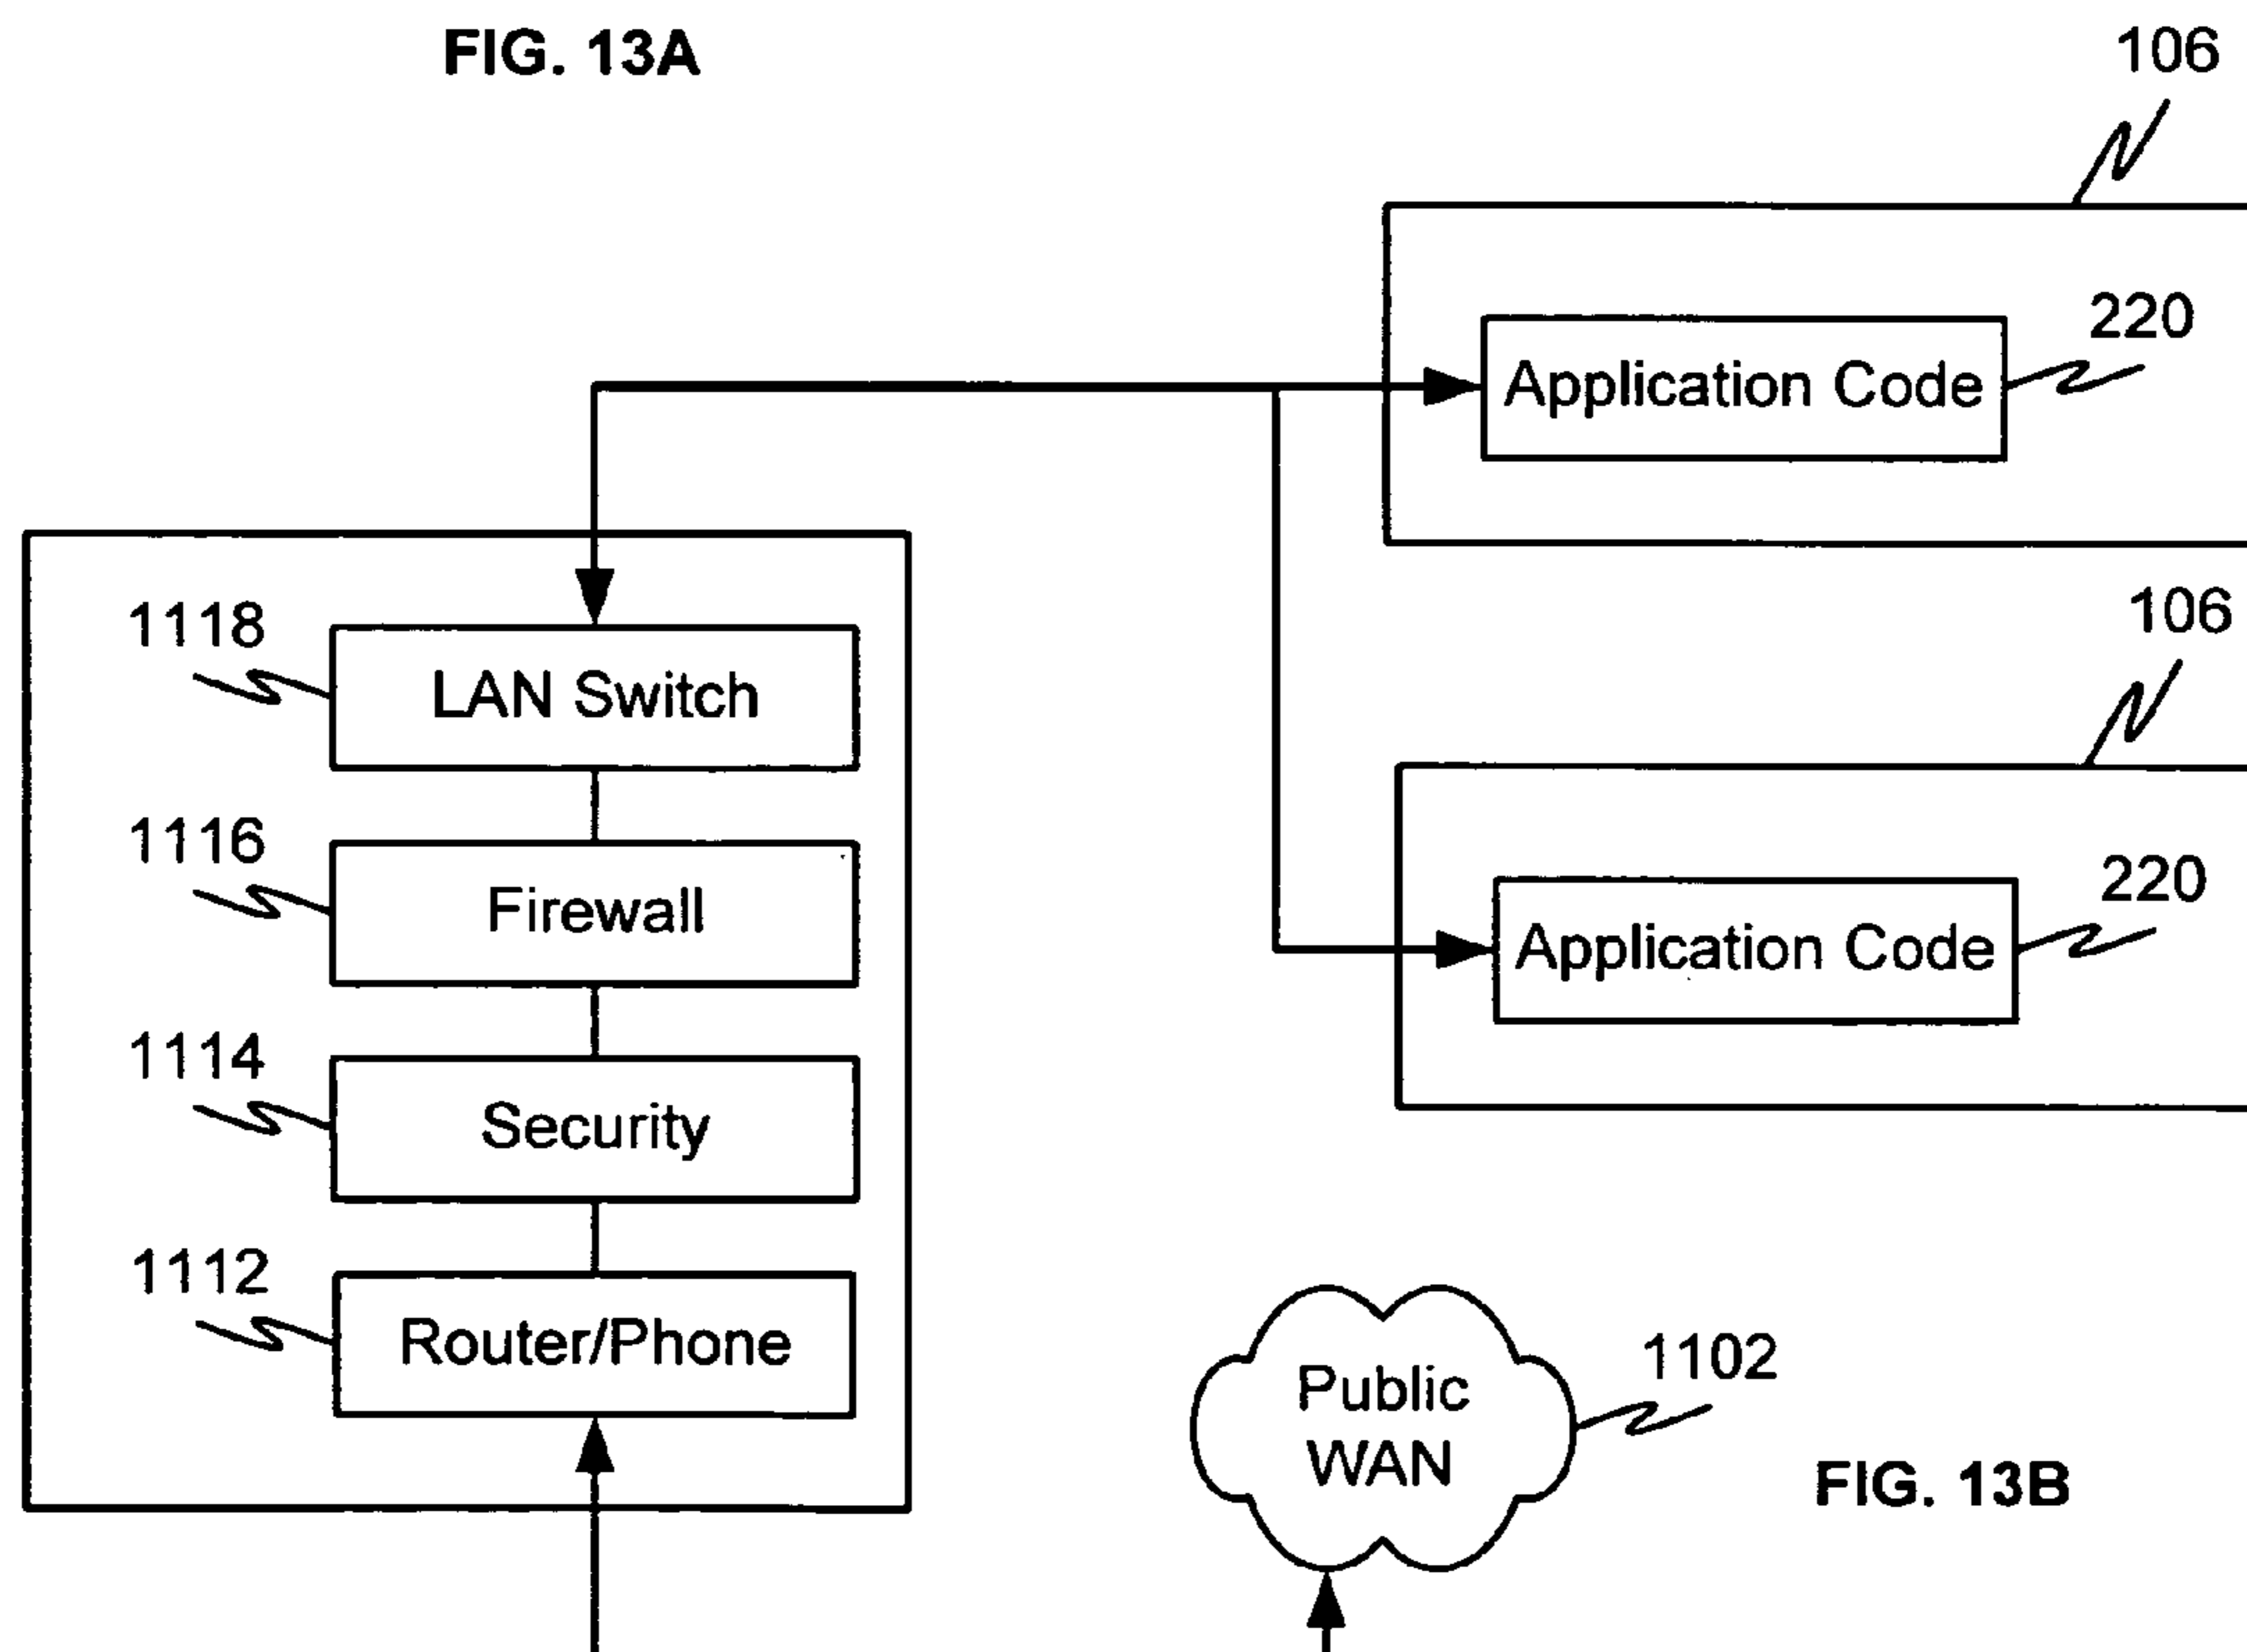 FIG. 13A
106
220
Application Code
1118
LAN Switch
106
1116
Firewall
220
Application Code
1114
Security
1112
Router/Phone
1102
Public
WAN
FIG. 13B